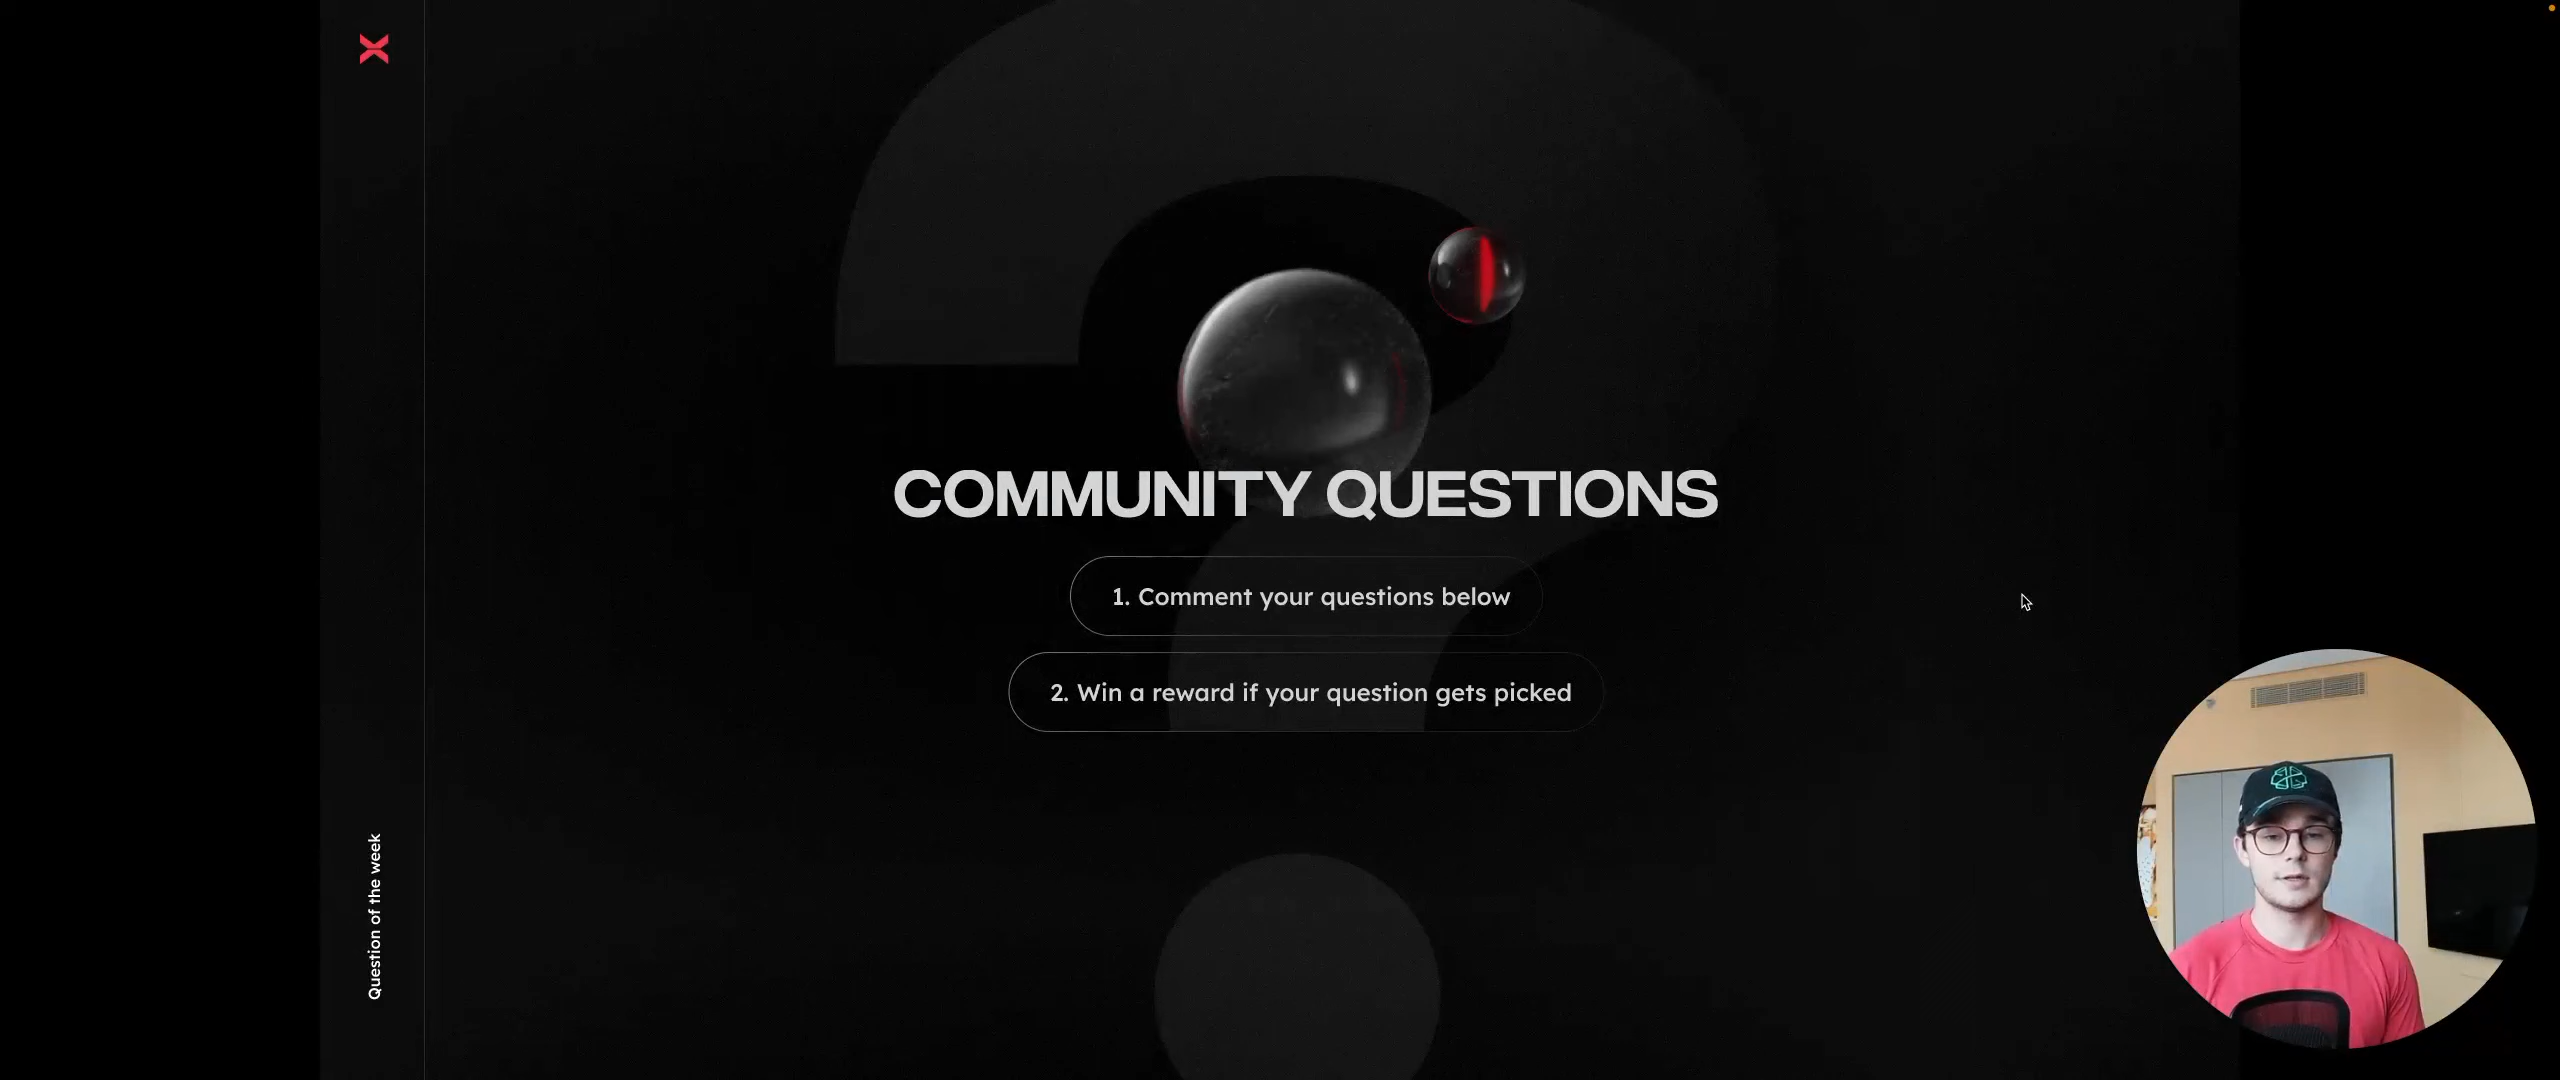 COMMUNITY QUESTIONS
1. Comment your questions below
2. Win a reward if your question gets picked
Question of the week